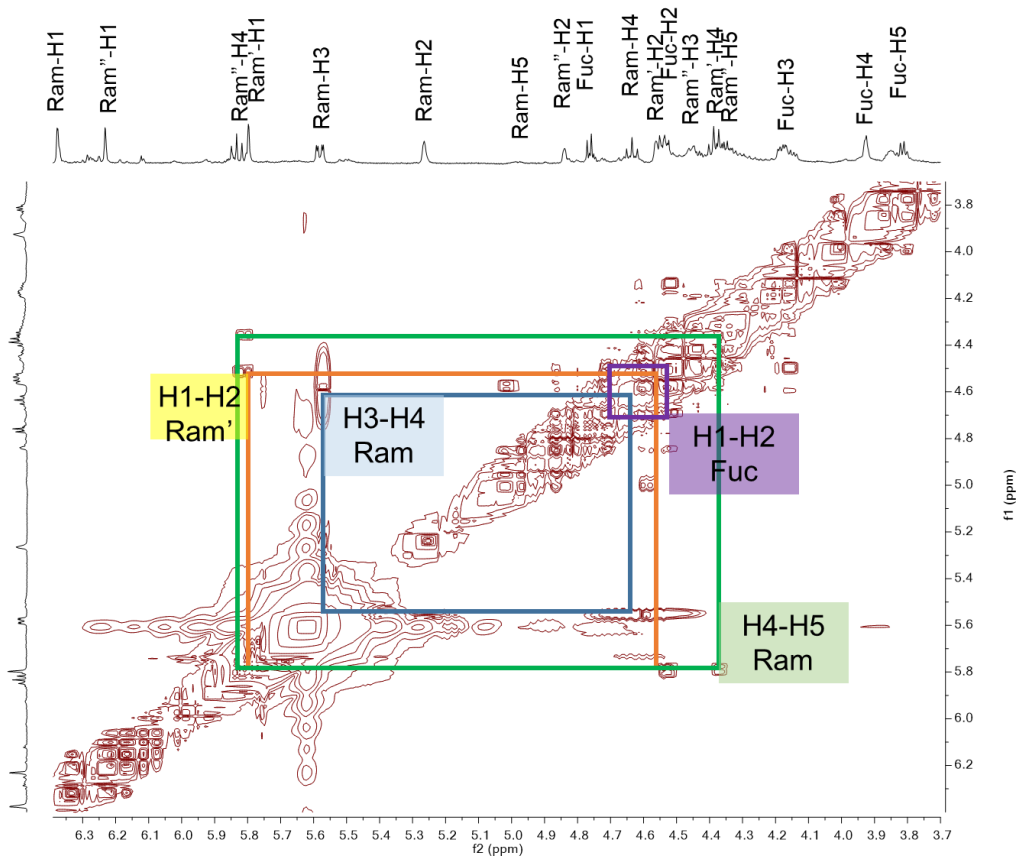 Ram-H1
Ram''-H1
Ram''-H4
Ram'-H1
Ram-H3
Ram-H2
Ram-H5
Ram''-H2
Fuc-H1
Ram-H4
Ram'-H2
Fuc-H2
Ram''-H3
Ram'-H4
Ram''-H5
Fuc-H3
Fuc-H4
Fuc-H5
3.8
4.0
4.2
4.4
4.6
4.8
5.0
5.2
5.4
5.6
5.8
6.0
6.2
f1 (ppm)
H1-H2
Ram'
H3-H4
Ram
H1-H2
Fuc
H4-H5
Ram
6.3 6.2 6.1 6.0 5.9 5.8 5.7 5.6 5.5 5.4 5.3 5.2 5.1 5.0 4.9 4.8 4.7 4.6 4.5 4.4 4.3 4.2 4.1 4.0 3.9 3.8 3.7
f2 (ppm)